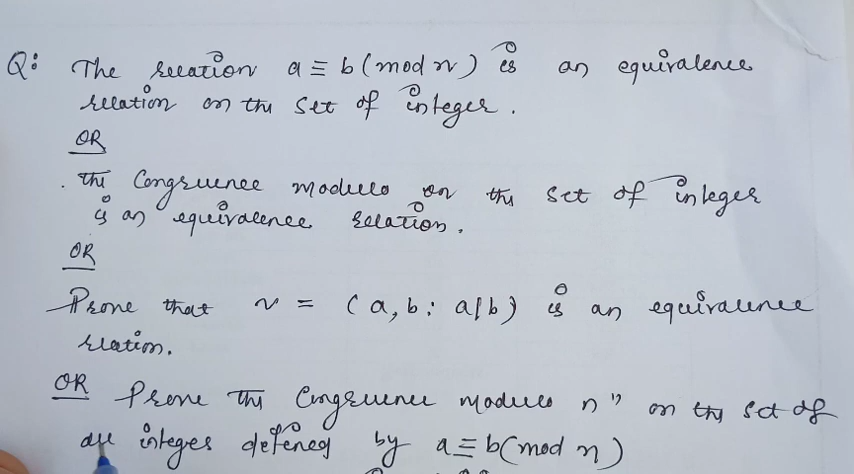 Q: The relation a ≡ b (mod n) is an equivalence
relation on the set of integer.
OR
. the Congruence modulo on the set of integer
is an equivalence relation.
OR
Prove that r = (a, b : a/b) is an equivalence
relation.
OR Prove the Congruence modulo n" on the set of
all integes defined by a ≡ b (mod n)